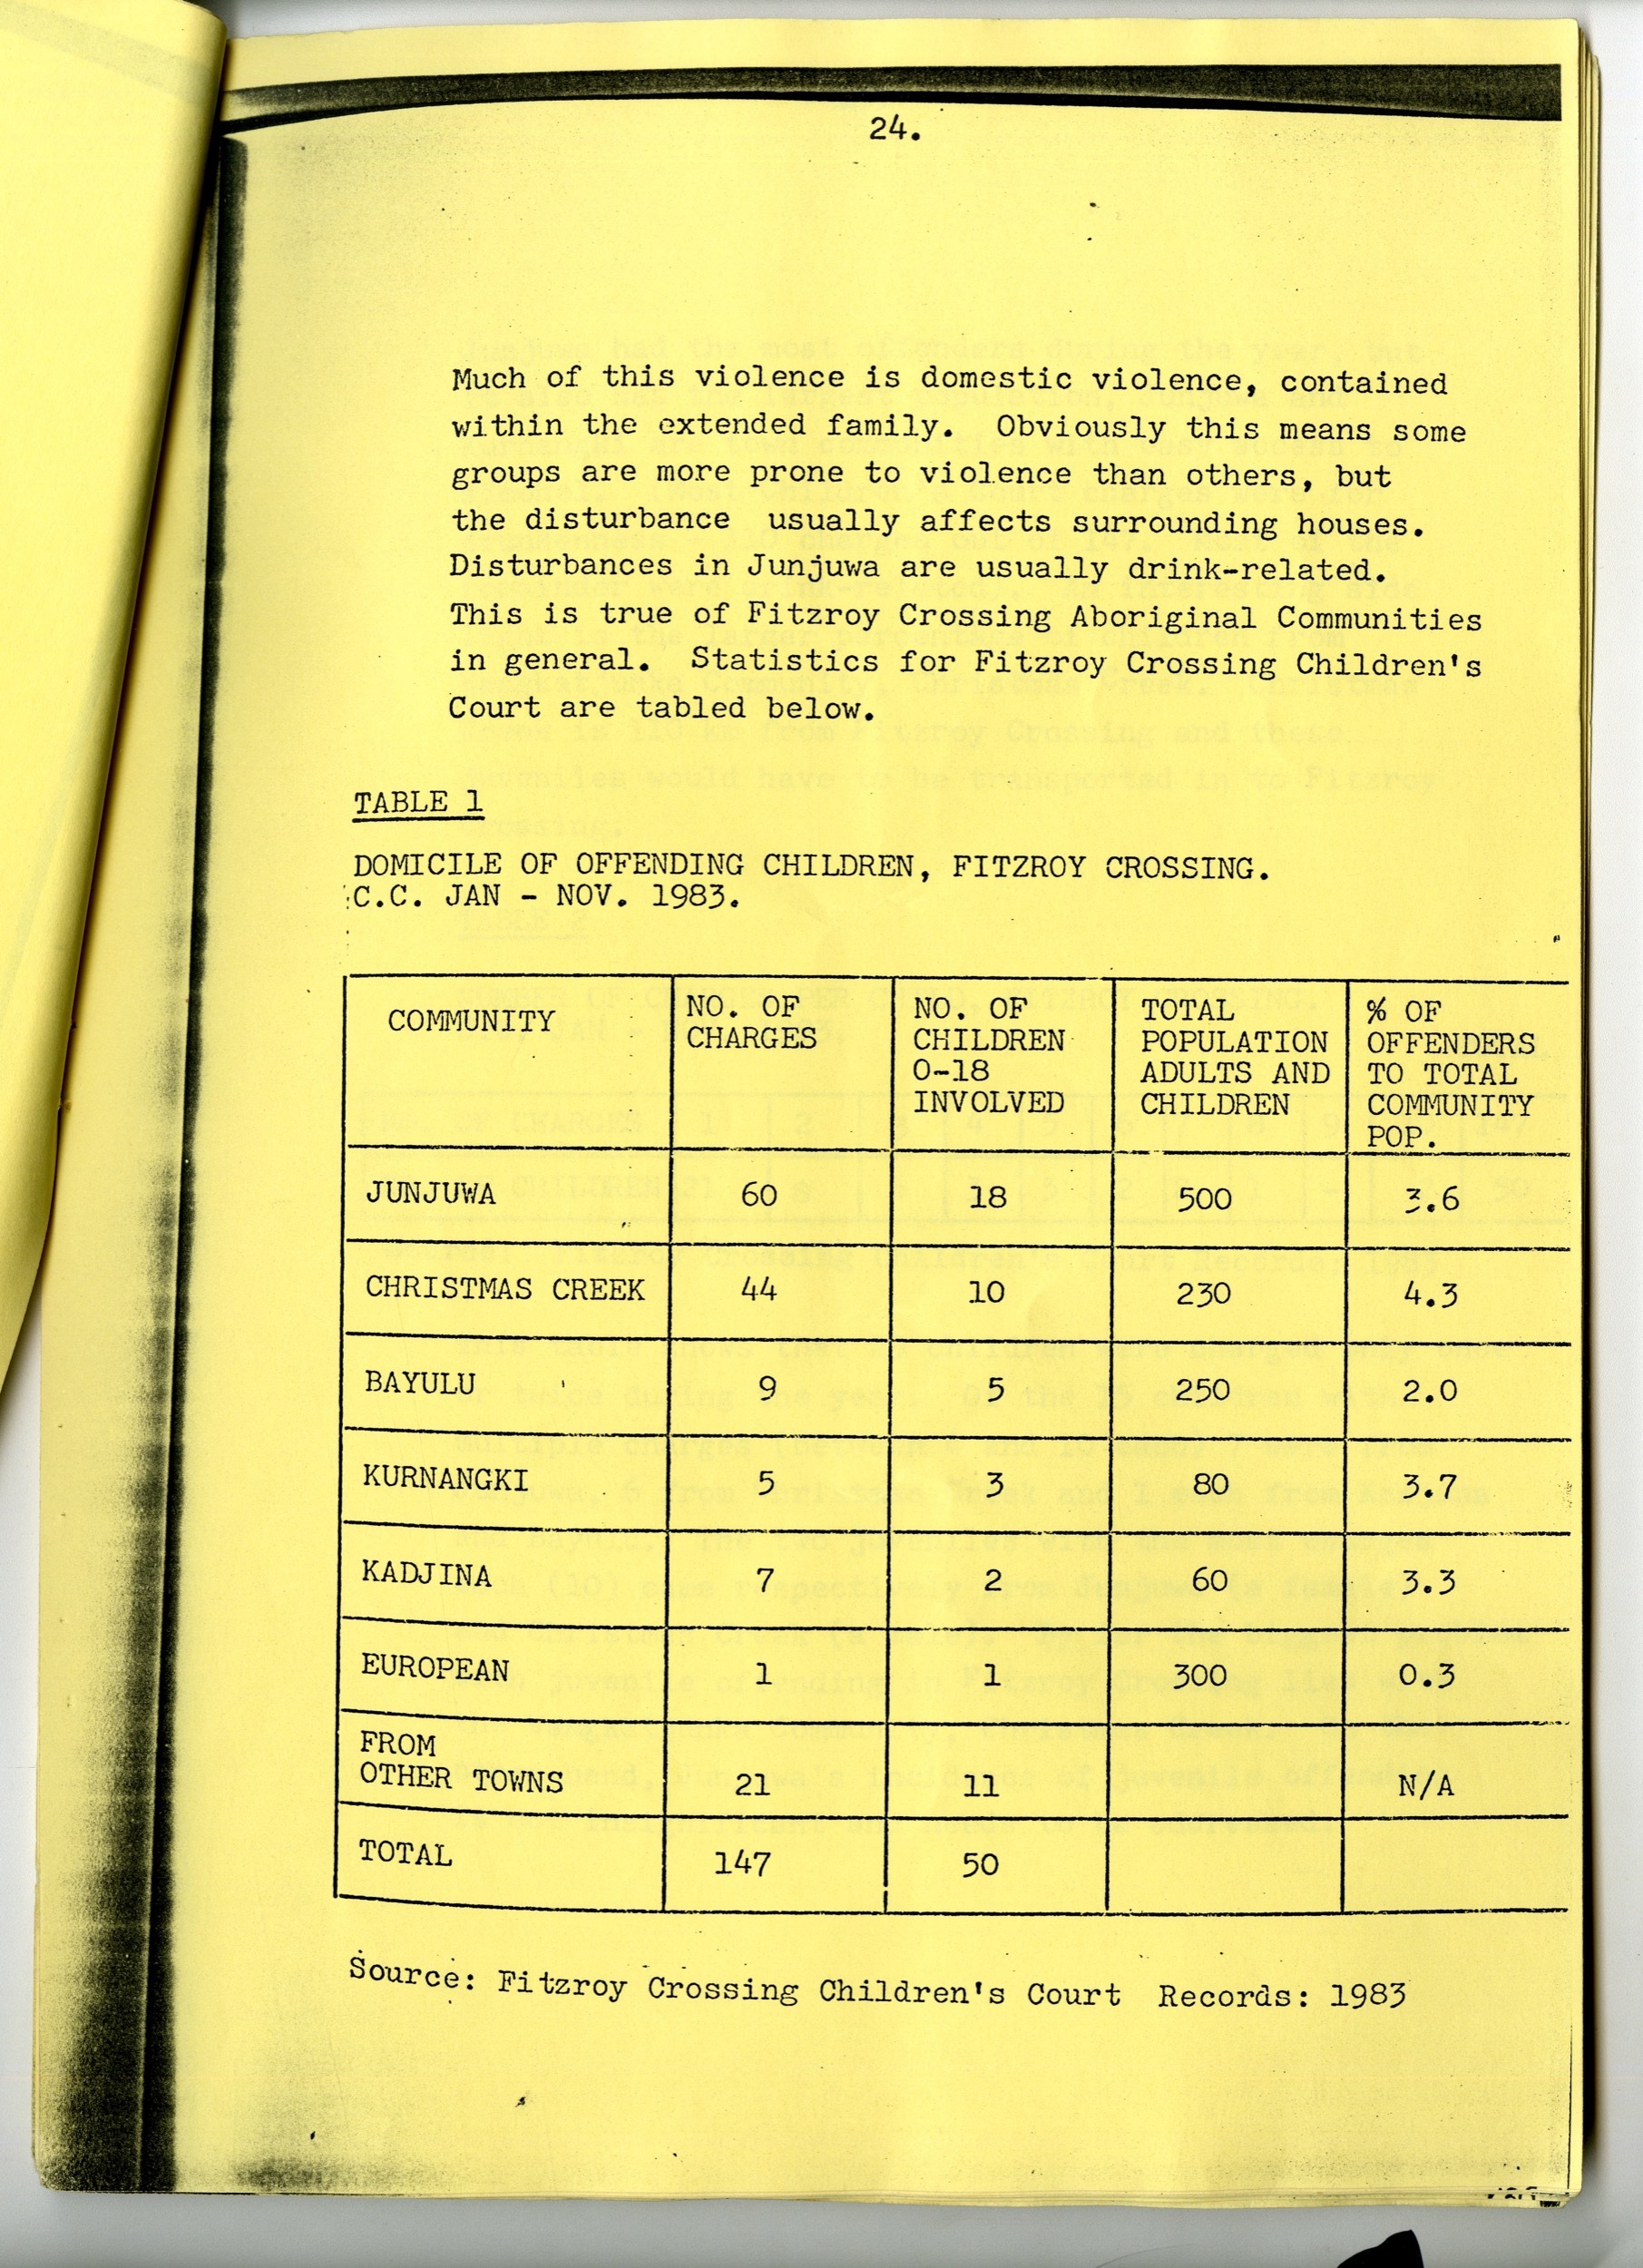 24.
Much of this violence is domestic violence, contained
within the extended family. Obviously this means some
groups are more prone to violence than others, but
the disturbance usually affects surrounding houses.
Disturbances in Junjuwa are usually drink-related.
This is true of Fitzroy Crossing Aboriginal Communities
in general. Statistics for Fitzroy Crossing Children's
Court are tabled below.
TABLE 1
DOMICILE OF OFFENDING CHILDREN, FITZROY CROSSING.
C.C. JAN - NOV. 1983.
COMMUNITY
NO. OF
CHARGES
NO. OF
CHILDREN
0-18
INVOLVED
TOTAL
POPULATION
ADULTS AND
CHILDREN
% OF
OFFENDERS
TO TOTAL
COMMUNITY
POP.
JUNJUWA 60 18 500 3.6
CHRISTMAS CREEK 44 10 230 4.3
BAYULU 9 5 250 2.0
KURNANGKI 5 3 80 3.7
KADJINA 7 2 60 3.3
EUROPEAN 1 1 300 0.3
FROM
OTHER TOWNS 21 11 N/A
TOTAL 147 50
Source: Fitzroy Crossing Children's Court Records: 1983